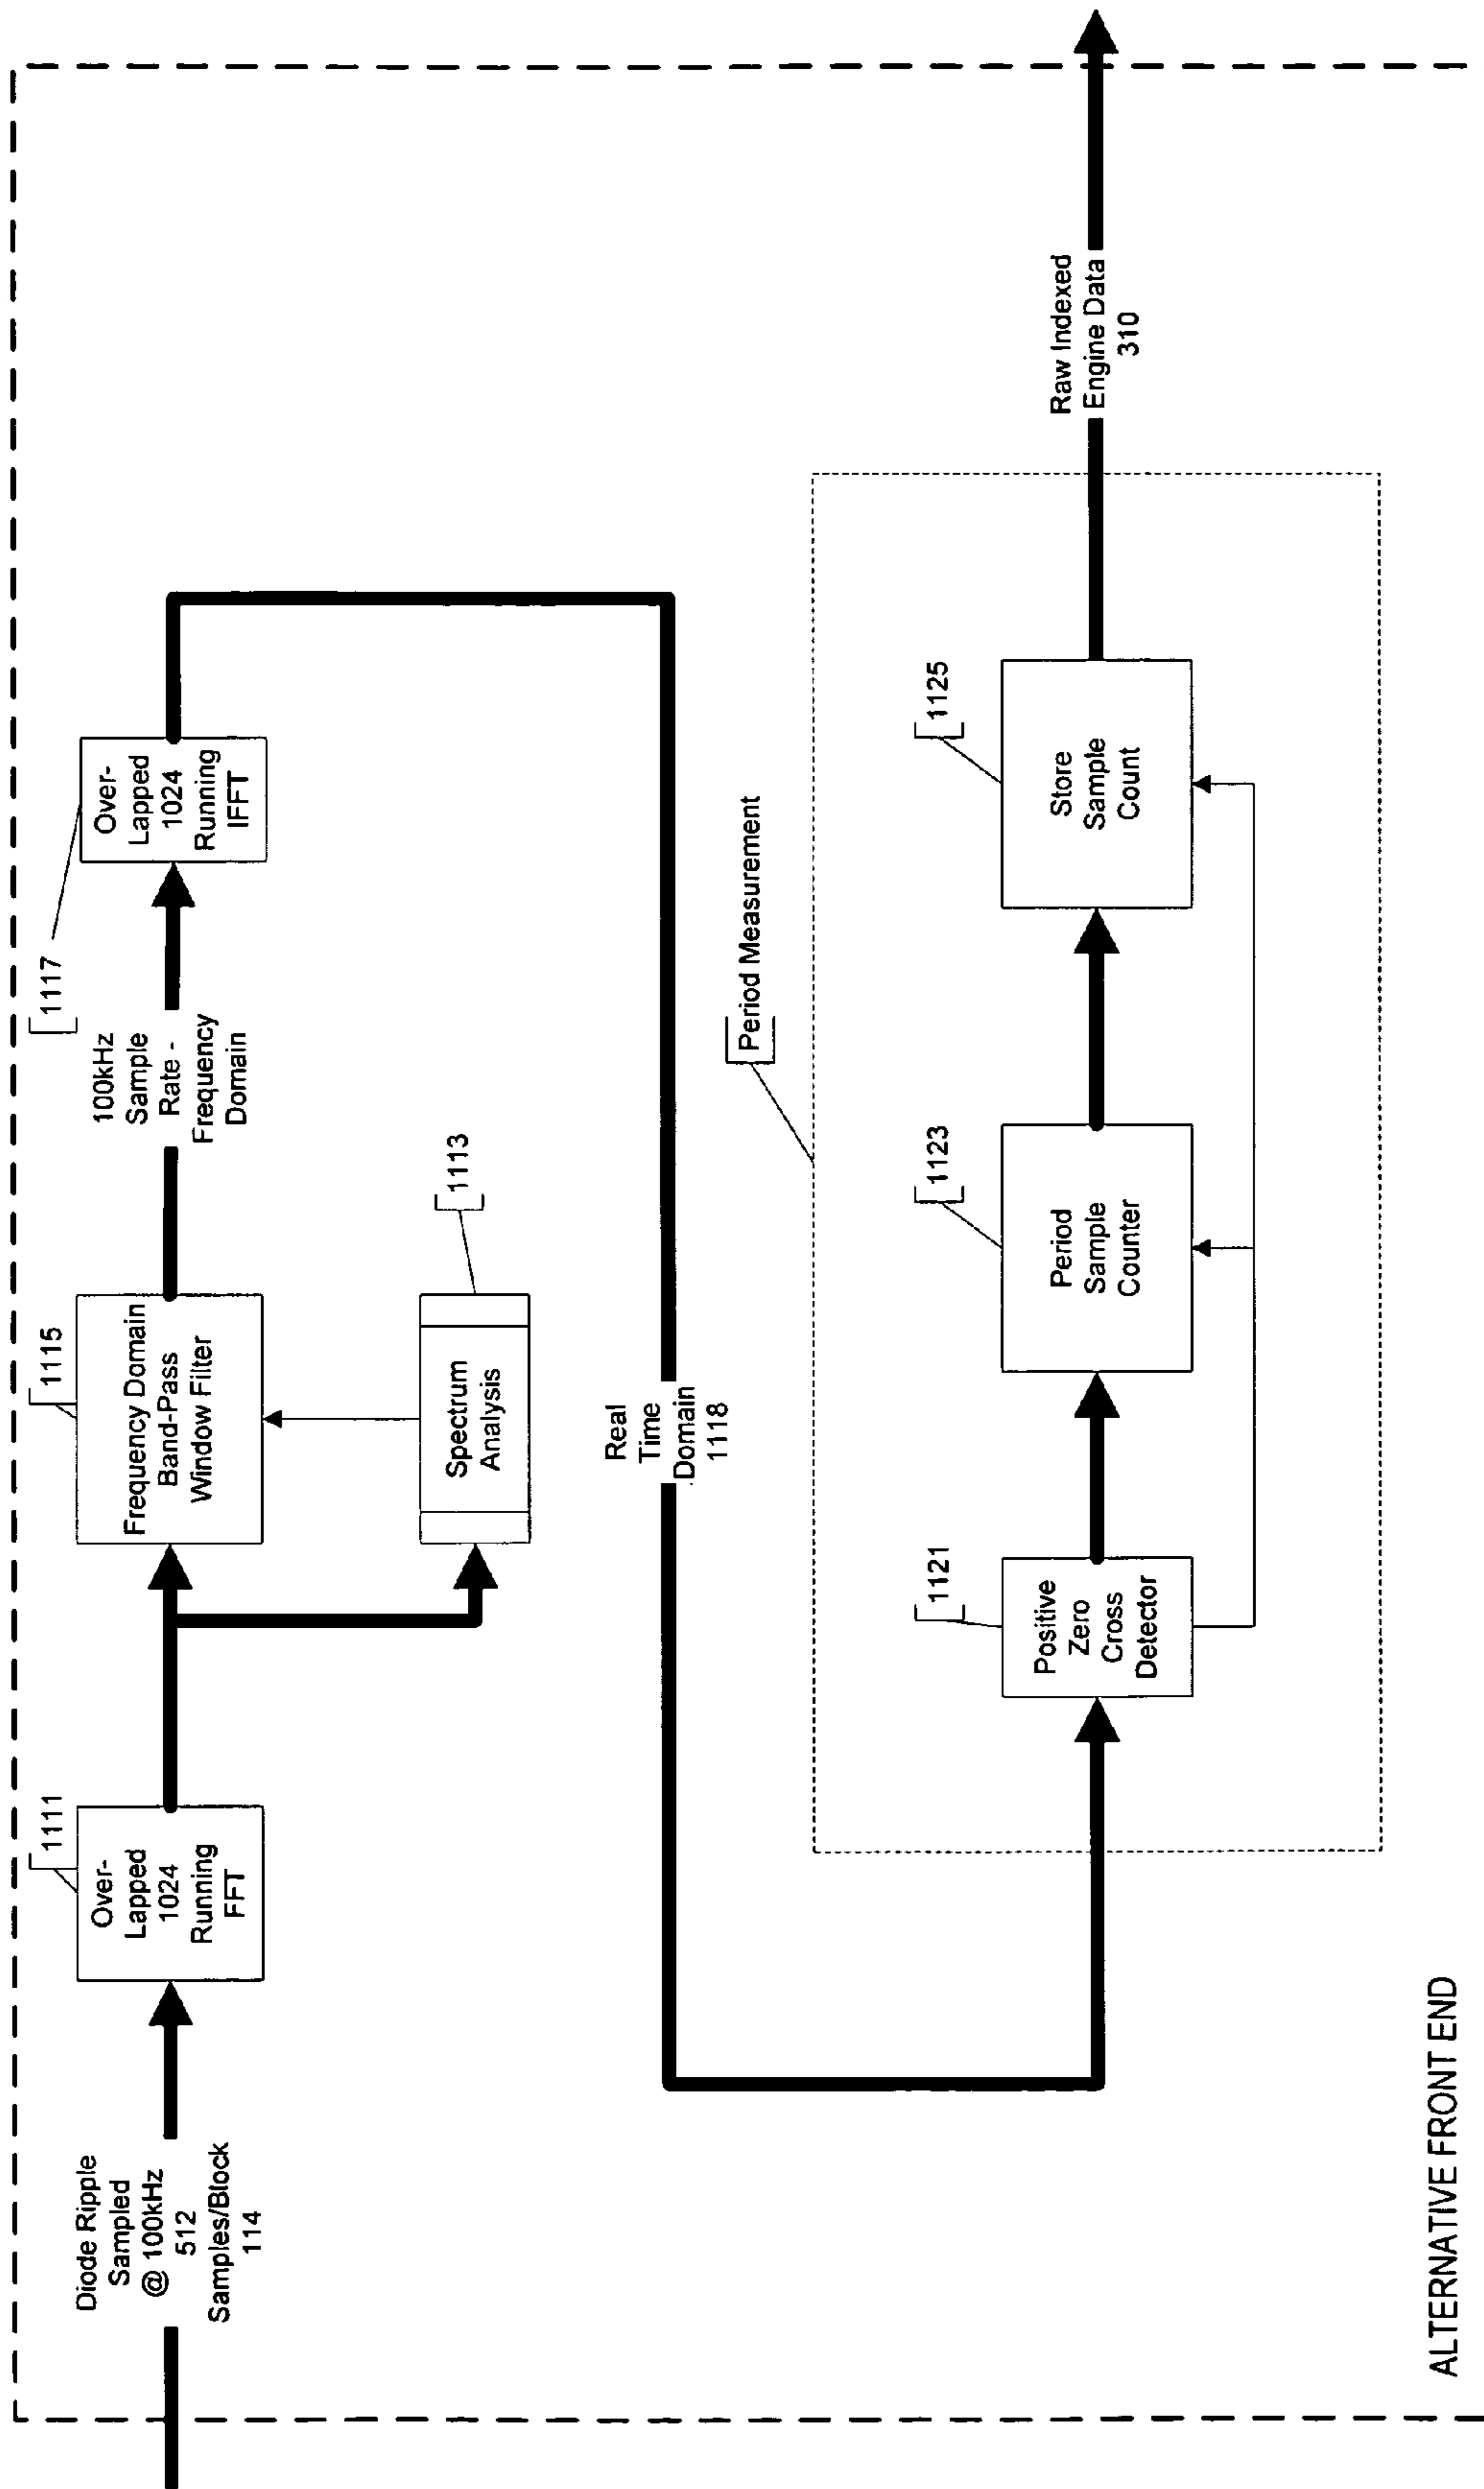 Diode Ripple
Sampled
@ 100kHz
512
Samples/Block
114
1111
Over-
Lapped
1024
Running
FFT
1115
Frequency Domain
Band-Pass
Window Filter
1113
Spectrum
Analysis
100kHz
Sample
Rate -
Frequency
Domain
1117
Over-
Lapped
1024
Running
IFFT
Real
Time
Domain
1118
Period Measurement
1121
Positive
Zero
Cross
Detector
1123
Period
Sample
Counter
1125
Store
Sample
Count
Raw Indexed
Engine Data
310
ALTERNATIVE FRONT END